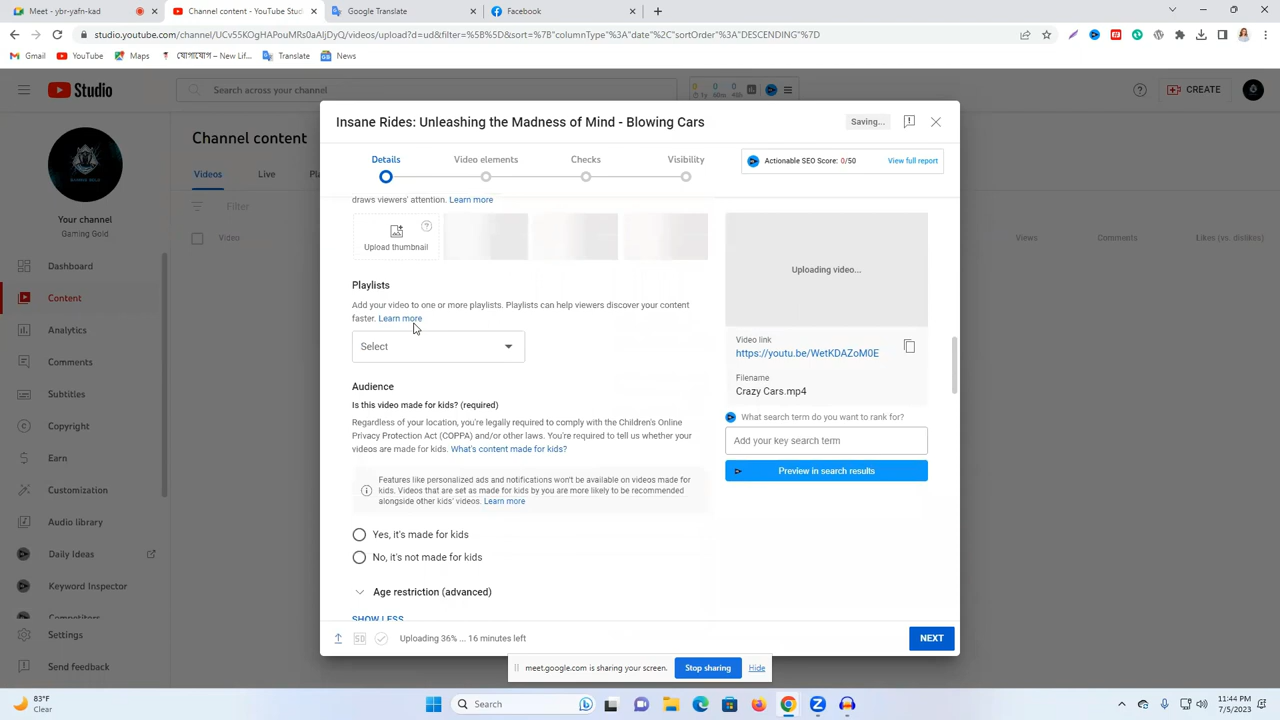 Meet - ybr-yafn-kad
Channel content - YouTube Stud
Google Translate
Facebook
studio.youtube.com/channel/UCv55KOgHAPouMRs0aAIjDyQ/videos/upload?d=ud&filter=%5B%5D&sort=%7B"columnType"%3A"date"%2C"sortOrder"%3A"DESCENDING"%7D
Gmail
YouTube
Maps
যোগাযোগ — New Lif...
Translate
News
Studio
Search across your channel
CREATE
Your channel
Gaming Gold
Dashboard
Content
Analytics
Comments
Subtitles
Copyright
Earn
Customization
Audio library
Daily Ideas
Keyword Inspector
Competitors
Settings
Send feedback
Channel content
Videos
Live
Filter
Video
Views
Comments
Likes (vs. dislikes)
Insane Rides: Unleashing the Madness of Mind - Blowing Cars
Saving...
Details
Video elements
Checks
Visibility
Actionable SEO Score: 0/50
View full report
draws viewers' attention. Learn more
Upload thumbnail
Playlists
Add your video to one or more playlists. Playlists can help viewers discover your content
faster. Learn more
Select
Audience
Is this video made for kids? (required)
Regardless of your location, you're legally required to comply with the Children's Online
Privacy Protection Act (COPPA) and/or other laws. You're required to tell us whether your
videos are made for kids. What's content made for kids?
Features like personalized ads and notifications won't be available on videos made for
kids. Videos that are set as made for kids by you are more likely to be recommended
alongside other kids' videos. Learn more
Yes, it's made for kids
No, it's not made for kids
Age restriction (advanced)
SHOW LESS
Uploading video...
Video link
https://youtu.be/WetKDAZoM0E
Filename
Crazy Cars.mp4
What search term do you want to rank for?
Add your key search term
Preview in search results
SD
Uploading 36% ... 16 minutes left
NEXT
meet.google.com is sharing your screen.
Stop sharing
Hide
83°F
Clear
Search
11:44 PM
7/5/2023